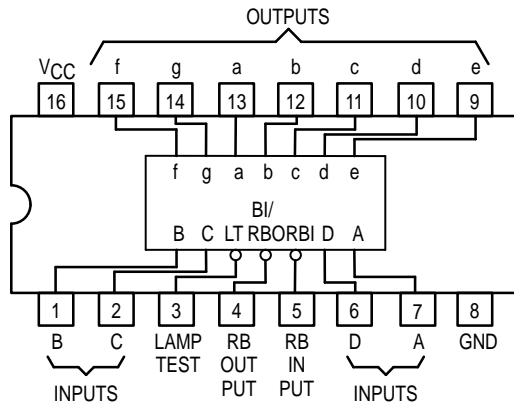 OUTPUTS
VCC f g a b c d e
16 15 14 13 12 11 10 9
f g a b c d e
BI/
B C LT RBO RBI D A
1 2 3 4 5 6 7 8
B C LAMP RB RB D A GND
TEST OUT IN
PUT PUT
INPUTS INPUTS